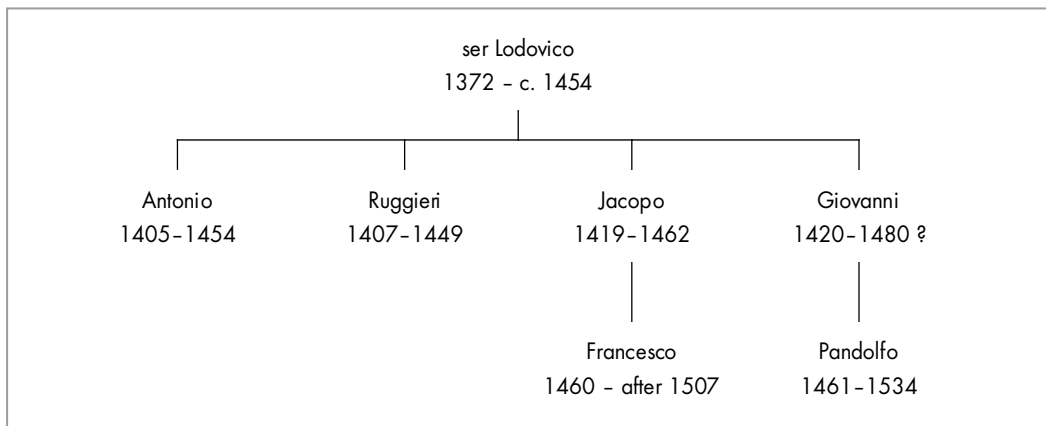 ser Lodovico
1372 – c. 1454
Antonio Ruggieri Jacopo Giovanni
1405–1454 1407–1449 1419–1462 1420–1480 ?
Francesco Pandolfo
1460 – after 1507 1461–1534